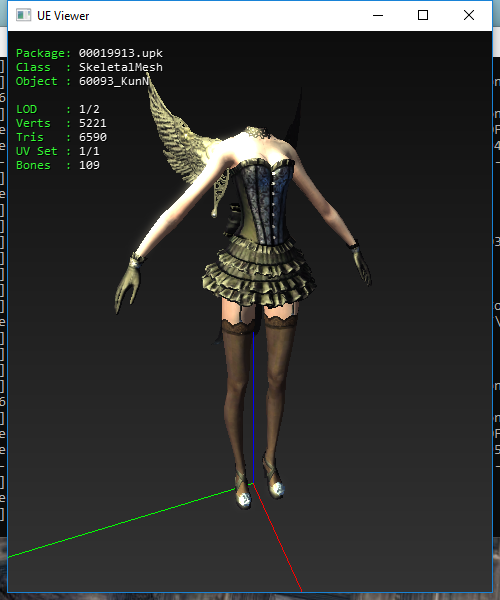 UE Viewer
Package: 00019913.upk
Class : SkeletalMesh
Object : 60093_KunN
LOD : 1/2
Verts : 5221
Tris : 6590
UV Set : 1/1
Bones : 109